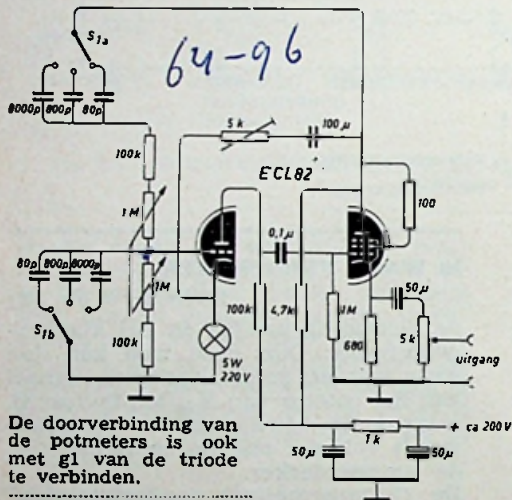 64-96
S1a
8000p 800p 80p
100k
1M
5k
100µ
ECL82
100
80p 800p 8000p
S1b
1M
100k
5W
220V
0,1µ
100k
4,7k
1M
680
50µ
5k
uitgang
1k
+ ca 200V
50µ
50µ
De doorverbinding van
de potmeters is ook
met g1 van de triode
te verbinden.